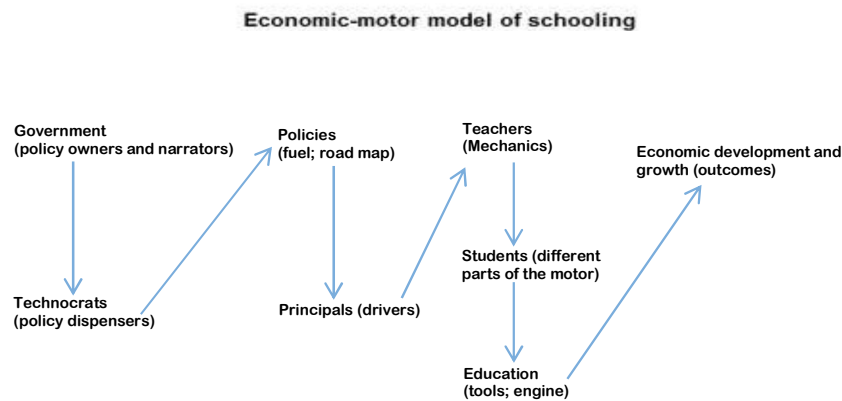 Economic-motor model of schooling
Government
(policy owners and narrators)
Technocrats
(policy dispensers)
Policies
(fuel; road map)
Principals (drivers)
Teachers
(Mechanics)
Students (different
parts of the motor)
Education
(tools; engine)
Economic development and
growth (outcomes)